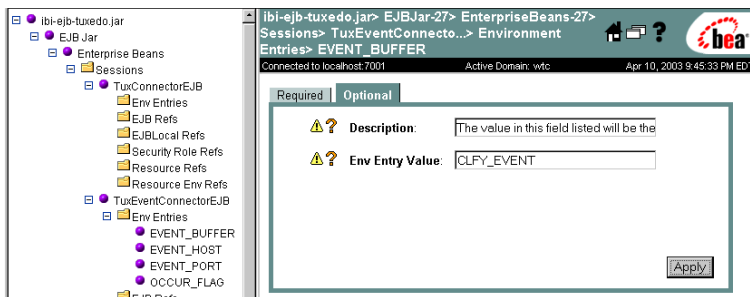 ibi-ejb-tuxedo.jar
EJB Jar
Enterprise Beans
Sessions
TuxConnectorEJB
Env Entries
EJB Refs
EJBLocal Refs
Security Role Refs
Resource Refs
Resource Env Refs
TuxEventConnectorEJB
Env Entries
EVENT_BUFFER
EVENT_HOST
EVENT_PORT
OCCUR_FLAG
EJB Refs
ibi-ejb-tuxedo.jar> EJBJar-27> EnterpriseBeans-27>
Sessions> TuxEventConnecto...> Environment
Entries> EVENT_BUFFER
? bea
Connected to localhost:7001 Active Domain: wtc Apr 10, 2003 9:45:33 PM EDT
Required Optional
? Description: The value in this field listed will be the
? Env Entry Value: CLFY_EVENT
Apply